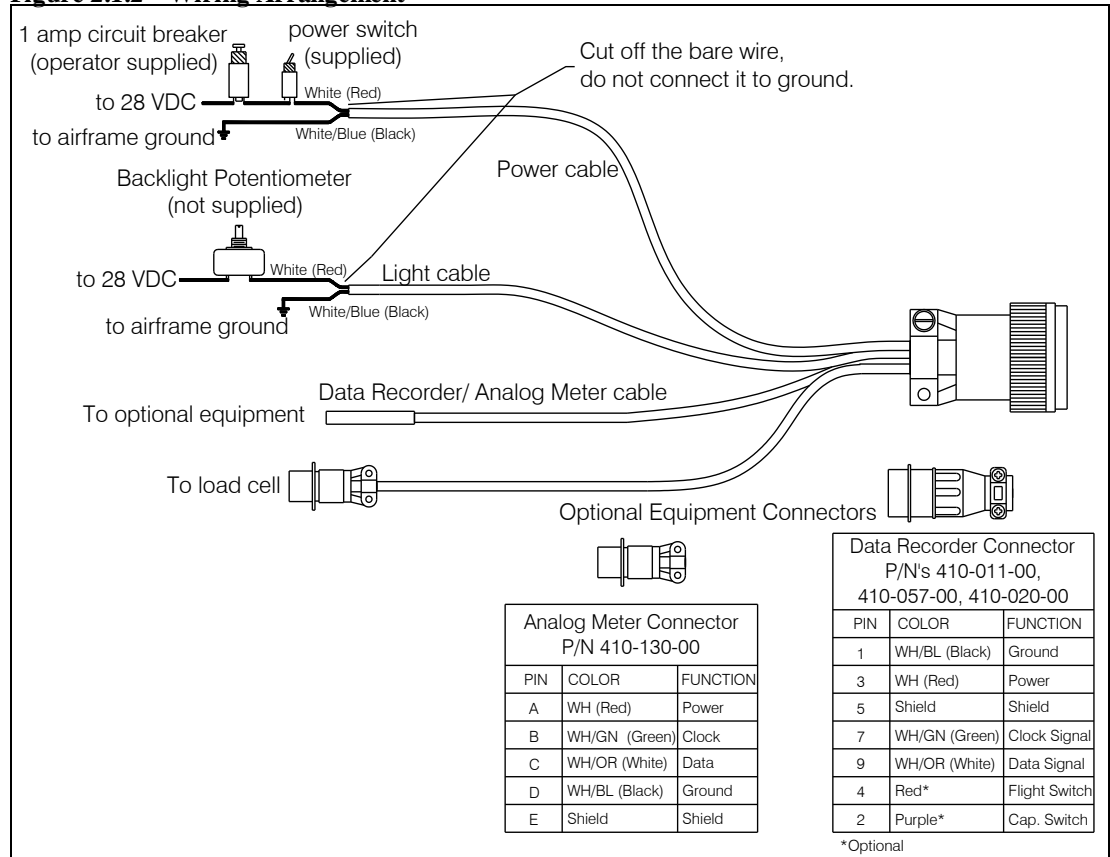 Figure 2.1.2 Wiring Arrangement
1 amp circuit breaker
(operator supplied)
power switch
(supplied)
Cut off the bare wire,
do not connect it to ground.
to 28 VDC
White (Red)
to airframe ground
White/Blue (Black)
Power cable
Backlight Potentiometer
(not supplied)
to 28 VDC
White (Red)
Light cable
to airframe ground
White/Blue (Black)
Data Recorder/ Analog Meter cable
To optional equipment
To load cell
Optional Equipment Connectors
Analog Meter Connector
P/N 410-130-00
PIN COLOR FUNCTION
A WH (Red) Power
B WH/GN (Green) Clock
C WH/OR (White) Data
D WH/BL (Black) Ground
E Shield Shield
Data Recorder Connector
P/N's 410-011-00,
410-057-00, 410-020-00
PIN COLOR FUNCTION
1 WH/BL (Black) Ground
3 WH (Red) Power
5 Shield Shield
7 WH/GN (Green) Clock Signal
9 WH/OR (White) Data Signal
4 Red* Flight Switch
2 Purple* Cap. Switch
*Optional